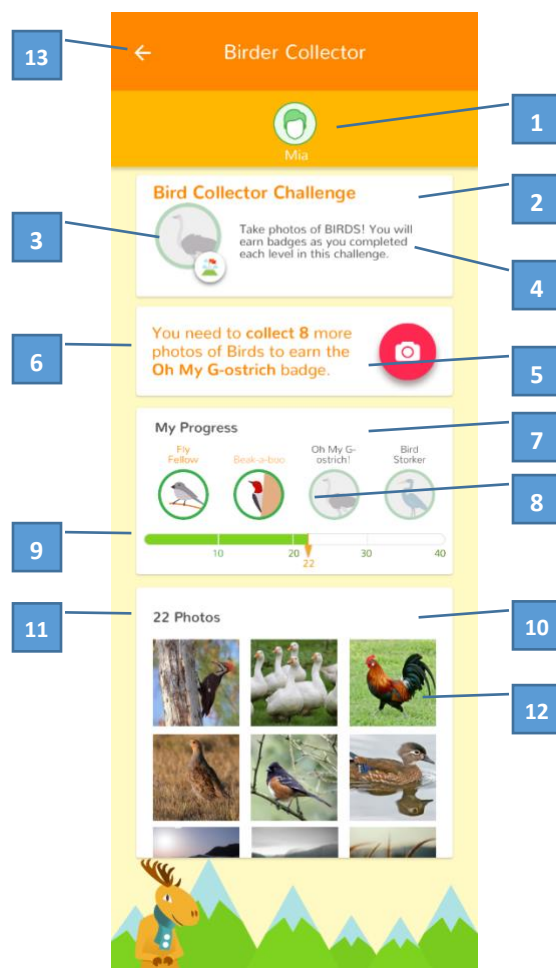 13
Birder Collector
1
Mia
Bird Collector Challenge
2
3
Take photos of BIRDS! You will
earn badges as you completed
each level in this challenge.
4
6
You need to collect 8 more
photos of Birds to earn the
Oh My G-ostrich badge.
5
My Progress
7
Fly
Fellow
Beak-a-boo
Oh My G-
ostrich!
Bird
Storker
8
9
10 20 30 40
22
11
22 Photos
10
12